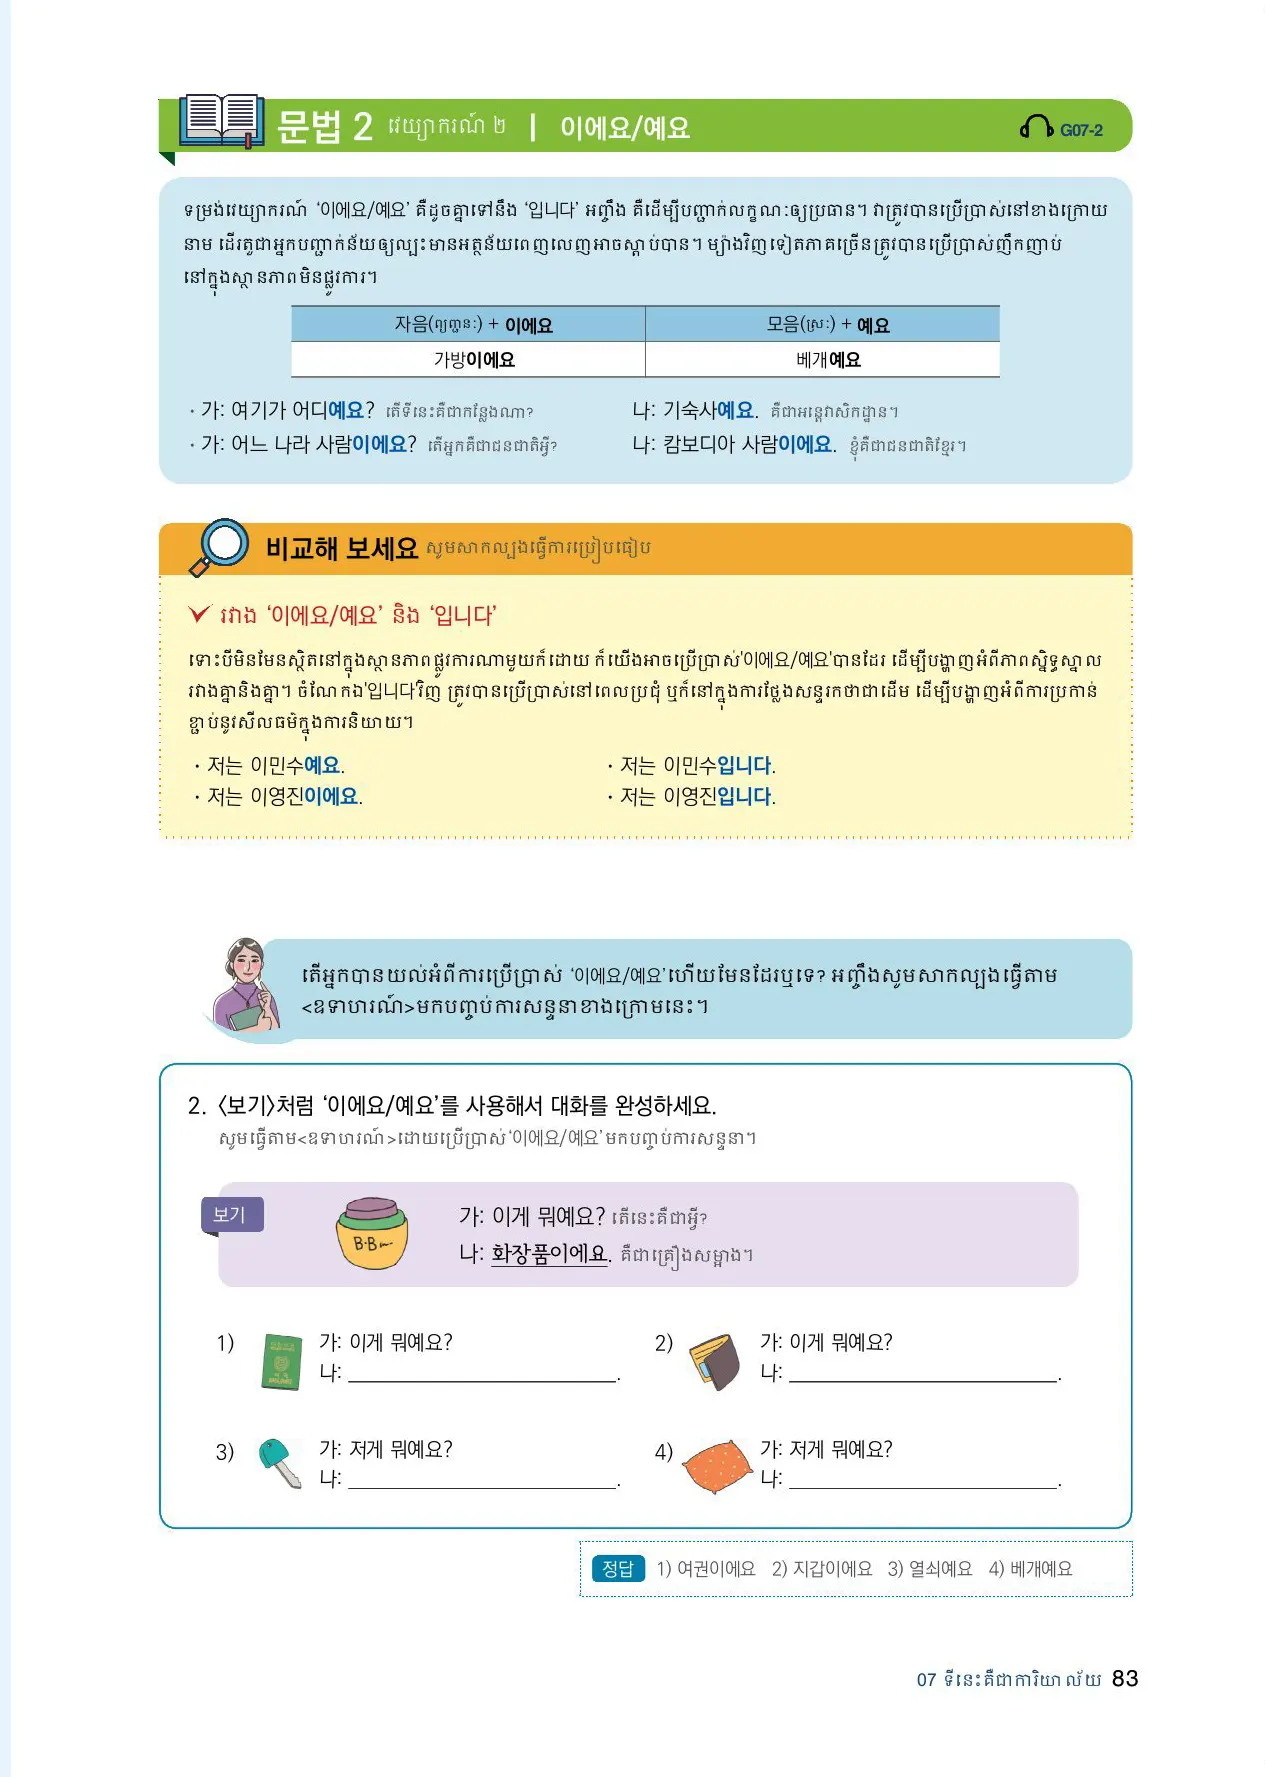 문법 2 វេយ្យាករណ៍ ២ | 이에요/예요 G07-2
ទម្រង់វេយ្យាករណ៍ ‘이에요/예요’ គឺដូចគ្នាទៅនឹង ‘입니다’ អញ្ចឹង គឺដើម្បីបញ្ជាក់លក្ខណៈឲ្យប្រធាន។ វាត្រូវបានប្រើប្រាស់នៅខាងក្រោយ
នាម ដើរតួជាអ្នកបញ្ជាក់ន័យឲ្យល្បះមានអត្ថន័យពេញលេញអាចស្តាប់បាន។ ម្យ៉ាងវិញទៀតភាគច្រើនត្រូវបានប្រើប្រាស់ញឹកញាប់
នៅក្នុងស្ថានភាពមិនផ្លូវការ។
자음(ព្យញ្ជនៈ) + 이에요 모음(ស្រៈ) + 예요
가방이에요 베개예요
· 가: 여기가 어디예요? តើទីនេះគឺជាកន្លែងណា? 나: 기숙사예요. គឺជាអន្តេវាសិកដ្ឋាន។
· 가: 어느 나라 사람이에요? តើអ្នកគឺជាជនជាតិអ្វី? 나: 캄보디아 사람이에요. ខ្ញុំគឺជាជនជាតិខ្មែរ។
비교해 보세요 សូមសាកល្បងធ្វើការប្រៀបធៀប
រវាង ‘이에요/예요’ និង ‘입니다’
ទោះបីមិនមែនស្ថិតនៅក្នុងស្ថានភាពផ្លូវការណាមួយក៏ដោយ ក៏យើងអាចប្រើប្រាស់'이에요/예요'បានដែរ ដើម្បីបង្ហាញអំពីភាពស្និទ្ធស្នាល
រវាងគ្នានិងគ្នា។ ចំណែកឯ'입니다'វិញ ត្រូវបានប្រើប្រាស់នៅពេលប្រជុំ ឬក៏នៅក្នុងការថ្លែងសន្ទរកថាជាដើម ដើម្បីបង្ហាញអំពីការប្រកាន់
ខ្ជាប់នូវសីលធម៌ក្នុងការនិយាយ។
· 저는 이민수예요. · 저는 이민수입니다.
· 저는 이영진이에요. · 저는 이영진입니다.
តើអ្នកបានយល់អំពីការប្រើប្រាស់ ‘이에요/예요’ហើយមែនដែរឬទេ? អញ្ចឹងសូមសាកល្បងធ្វើតាម
<ឧទាហរណ៍>មកបញ្ចប់ការសន្ទនាខាងក្រោមនេះ។
2. 〈보기〉처럼 ‘이에요/예요’를 사용해서 대화를 완성하세요.
សូមធ្វើតាម<ឧទាហរណ៍>ដោយប្រើប្រាស់‘이에요/예요’មកបញ្ចប់ការសន្ទនា។
보기
가: 이게 뭐예요? តើនេះគឺជាអ្វី?
나: 화장품이에요. គឺជាគ្រឿងសម្អាង។
1) 가: 이게 뭐예요? 2) 가: 이게 뭐예요?
나: ____. 나: ____.
3) 가: 저게 뭐예요? 4) 가: 저게 뭐예요?
나: ____. 나: ____.
정답 1) 여권이에요 2) 지갑이에요 3) 열쇠예요 4) 베개예요
07 ទីនេះគឺជាការិយាល័យ 83